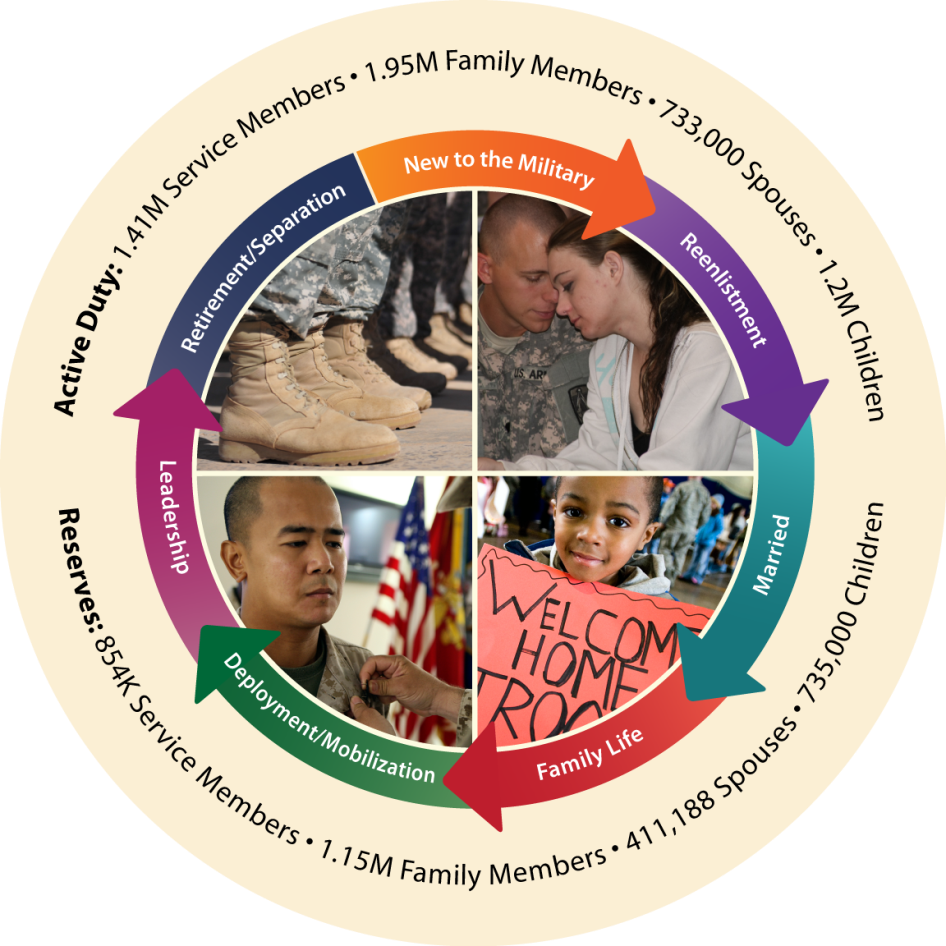 Active Duty: 1.41M Service Members • 1.95M Family Members • 733,000 Spouses • 1.2M Children
New to the Military
Reenlistment
Married
Family Life
Deployment/Mobilization
Leadership
Retirement/Separation
U.S. AR
WELCOM
HOME
TROO
Reserves: 854K Service Members • 1.15M Family Members • 411,188 Spouses • 735,000 Children